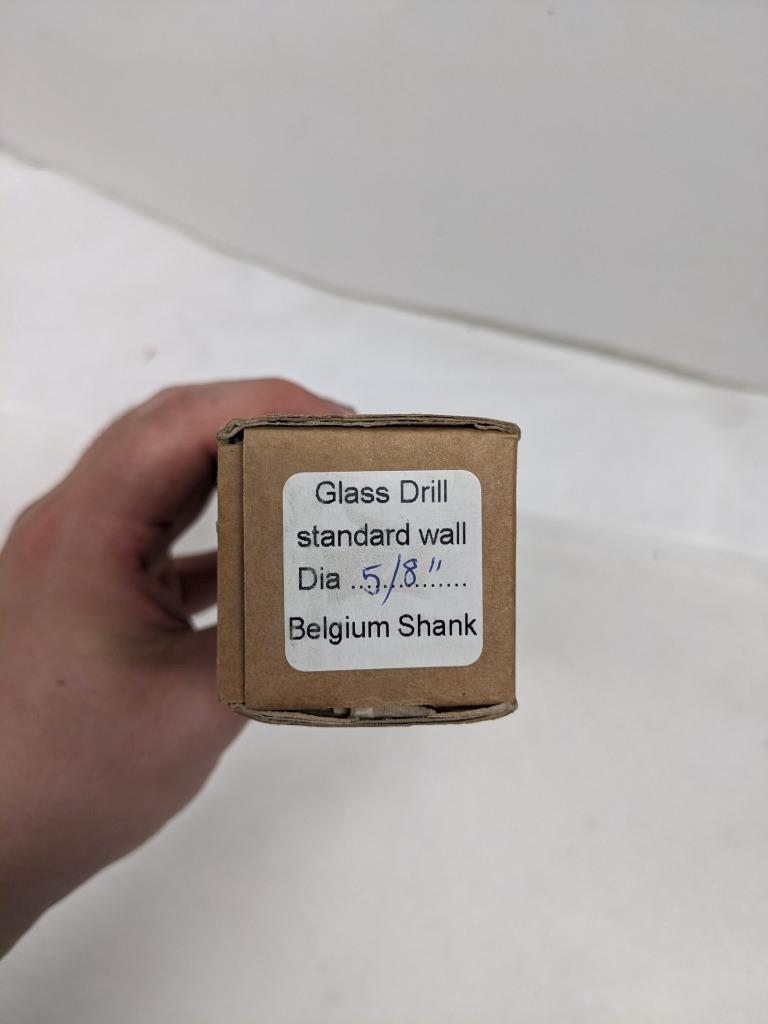 Glass Drill
standard wall
Dia ...5/8"...........
Belgium Shank